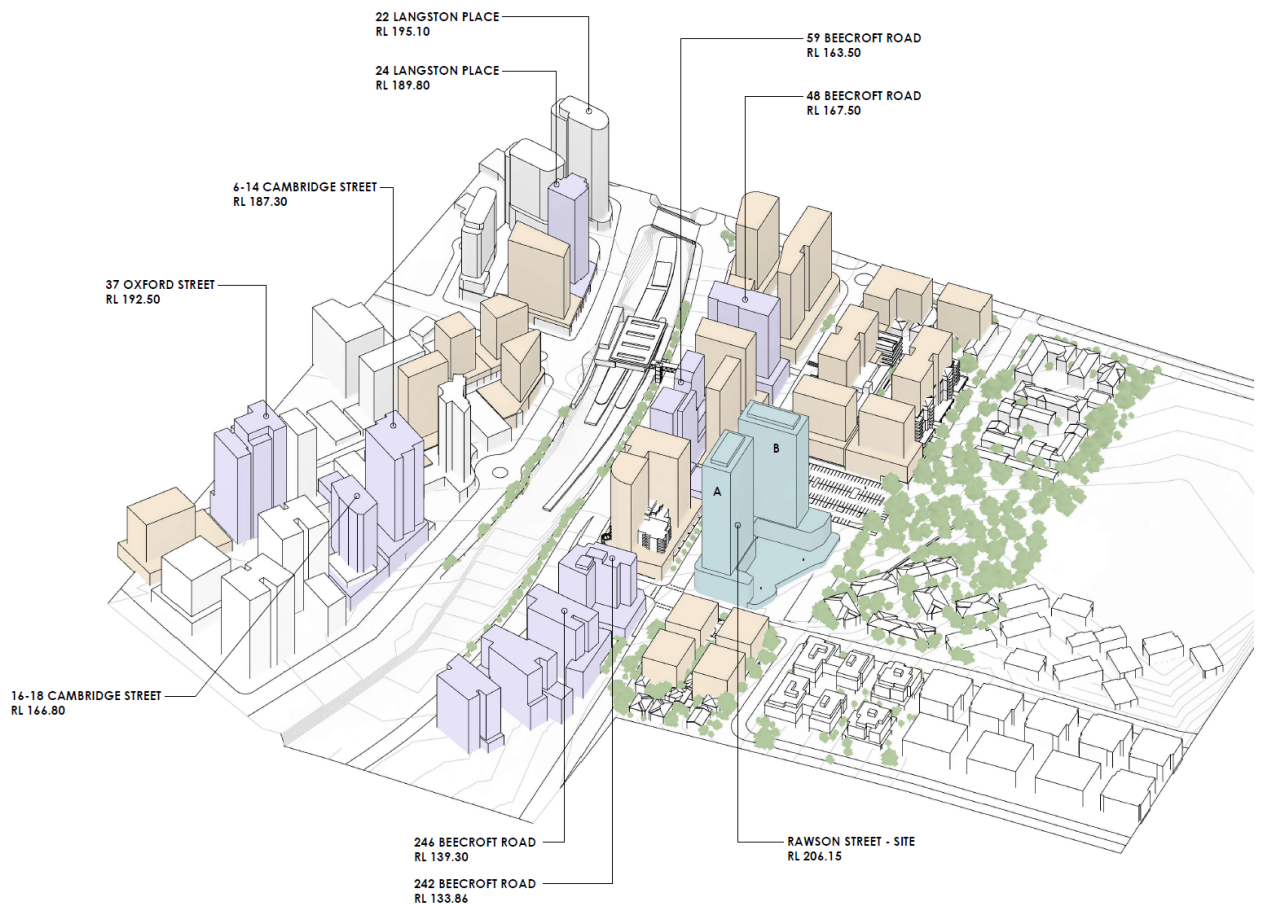 22 LANGSTON PLACE
RL 195.10
59 BEECROFT ROAD
RL 163.50
24 LANGSTON PLACE
RL 189.80
48 BEECROFT ROAD
RL 167.50
6-14 CAMBRIDGE STREET
RL 187.30
37 OXFORD STREET
RL 192.50
B
A
16-18 CAMBRIDGE STREET
RL 166.80
246 BEECROFT ROAD
RL 139.30
RAWSON STREET - SITE
RL 206.15
242 BEECROFT ROAD
RL 133.86